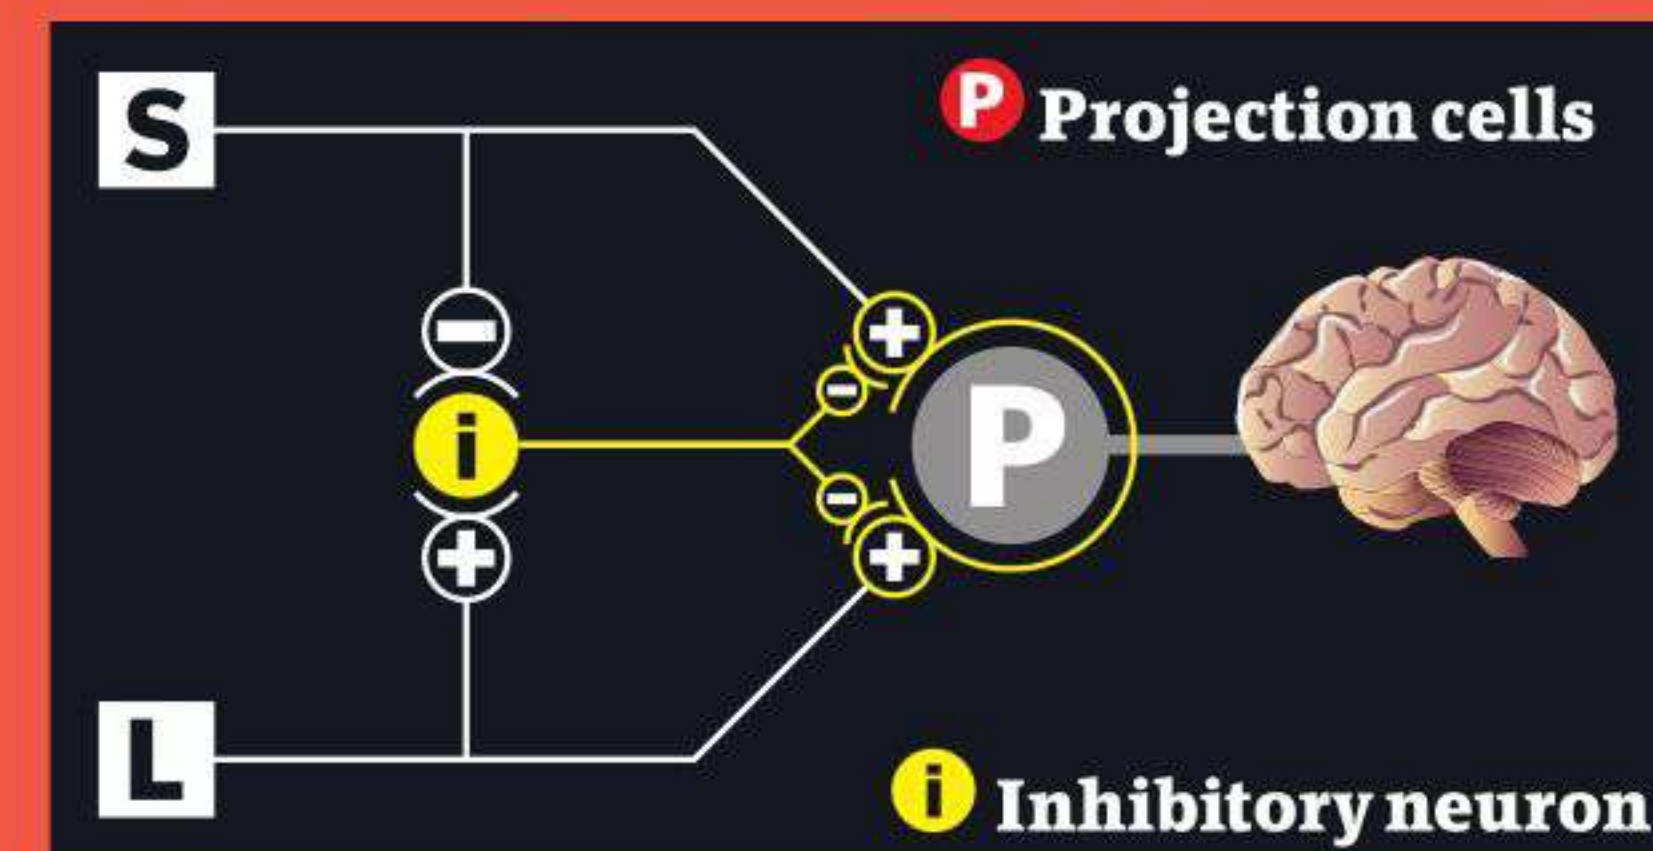 S
P Projection cells
−
+
i
−
P
−
+
+
L
i Inhibitory neuron